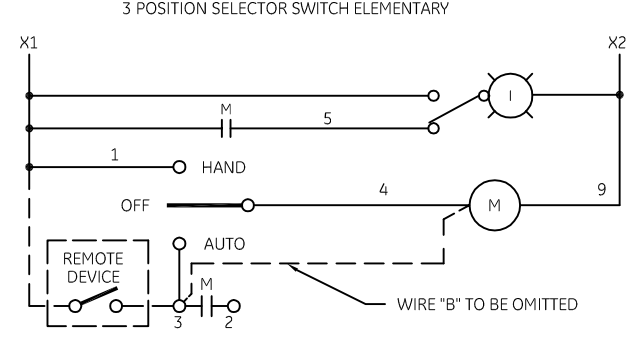 3 POSITION SELECTOR SWITCH ELEMENTARY
X1
X2
I
M
5
1
HAND
OFF
4
M
9
AUTO
REMOTE
DEVICE
M
3
2
WIRE "B" TO BE OMITTED